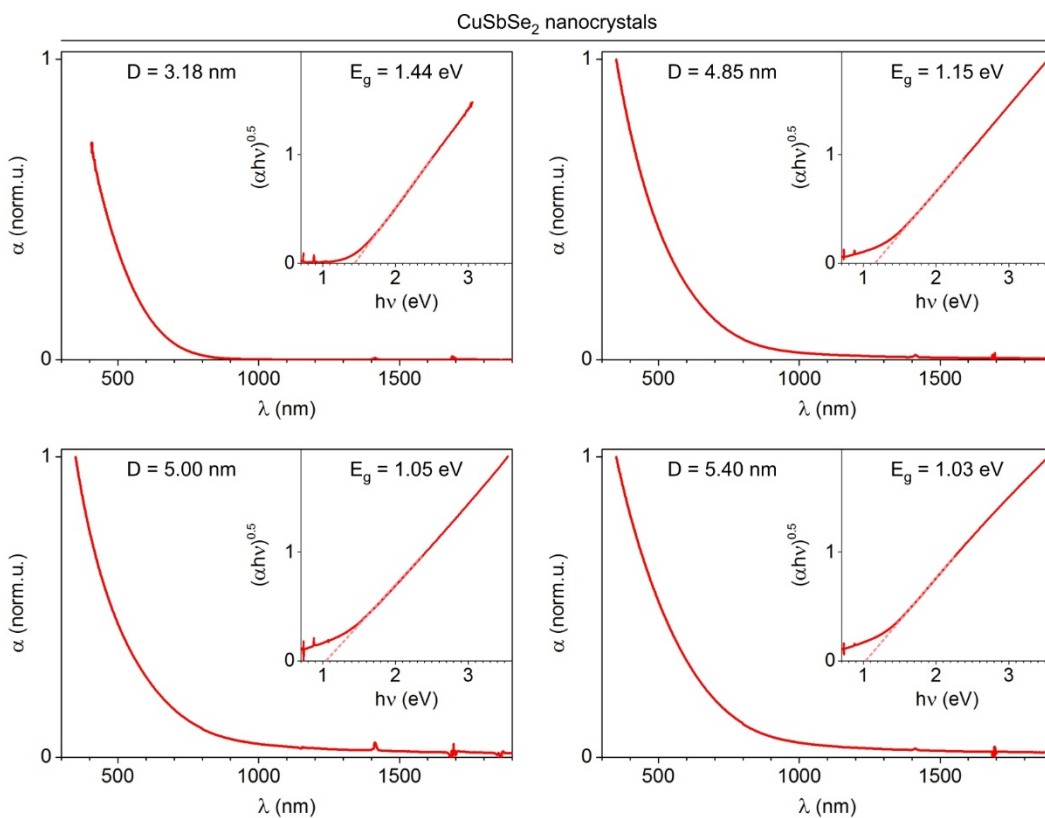 CuSbSe₂ nanocrystals
D = 3.18 nm
E_g = 1.44 eV
1
0
α (norm.u.)
500 1000 1500
λ (nm)
(αhν)^0.5
1
0
1 2 3
hν (eV)
D = 4.85 nm
E_g = 1.15 eV
1
0
α (norm.u.)
500 1000 1500
λ (nm)
(αhν)^0.5
1
0
1 2 3
hν (eV)
D = 5.00 nm
E_g = 1.05 eV
1
0
α (norm.u.)
500 1000 1500
λ (nm)
(αhν)^0.5
1
0
1 2 3
hν (eV)
D = 5.40 nm
E_g = 1.03 eV
1
0
α (norm.u.)
500 1000 1500
λ (nm)
(αhν)^0.5
1
0
1 2 3
hν (eV)